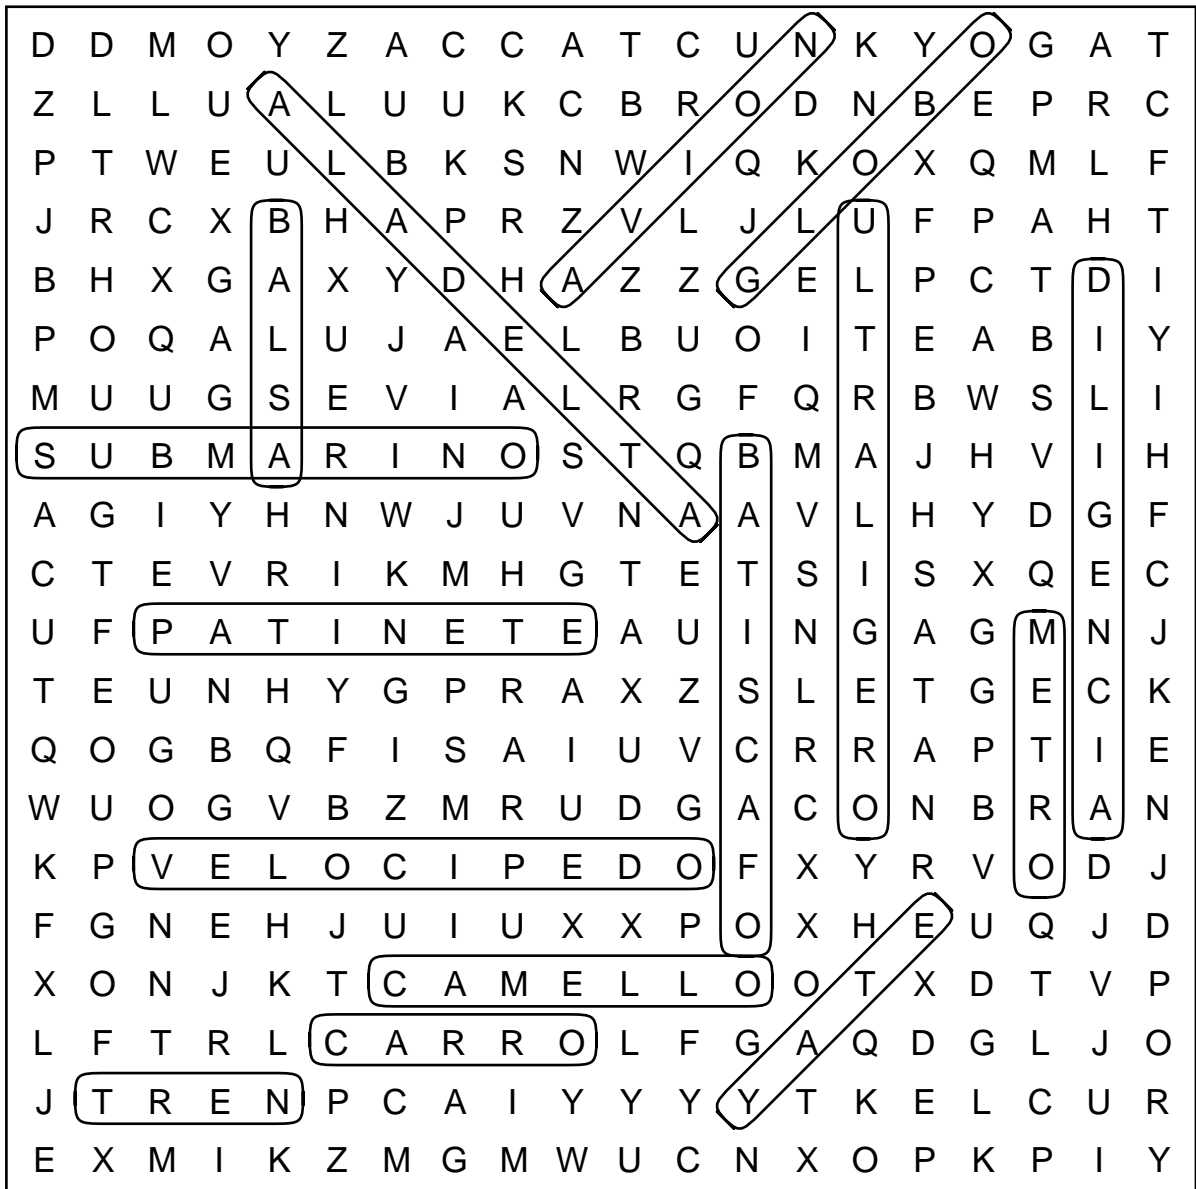 D D M O Y Z A C C A T C U N K Y O G A T
Z L L U A L U U K C B R O D N B E P R C
P T W E U L B K S N W I Q K O X Q M L F
J R C X B H A P R Z V L J L U F P A H T
B H X G A X Y D H A Z Z G E L P C T D I
P O Q A L U J A E L B U O I T E A B I Y
M U U G S E V I A L R G F Q R B W S L I
S U B M A R I N O S T Q B M A J H V I H
A G I Y H N W J U V N A A V L H Y D G F
C T E V R I K M H G T E T S I S X Q E C
U F P A T I N E T E A U I N G A G M N J
T E U N H Y G P R A X Z S L E T G E C K
Q O G B Q F I S A I U V C R R A P T I E
W U O G V B Z M R U D G A C O N B R A N
K P V E L O C I P E D O F X Y R V O D J
F G N E H J U I U X X P O X H E U Q J D
X O N J K T C A M E L L O O T X D T V P
L F T R L C A R R O L F G A Q D G L J O
J T R E N P C A I Y Y Y Y T K E L C U R
E X M I K Z M G M W U C N X O P K P I Y